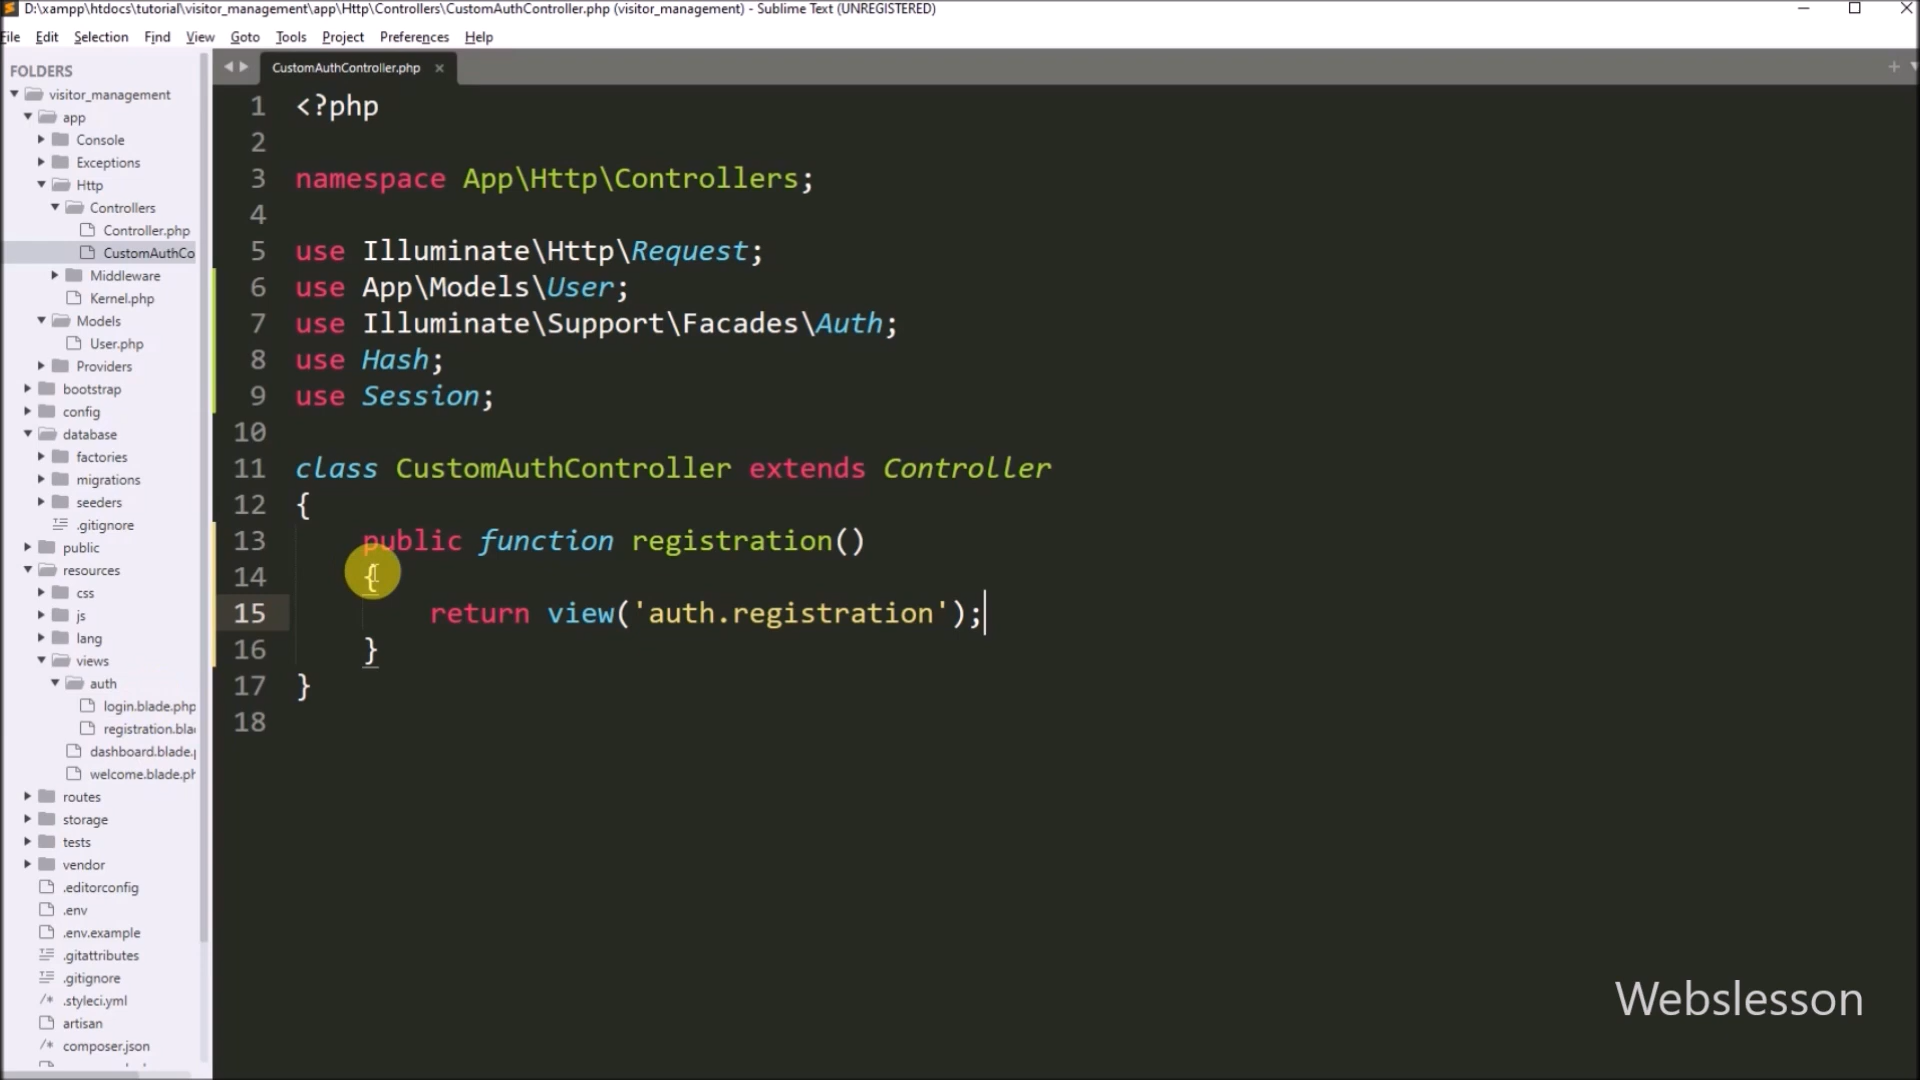 D:\xampp\htdocs\tutorial\visitor_management\app\Http\Controllers\CustomAuthController.php (visitor_management) - Sublime Text (UNREGISTERED)
File Edit Selection Find View Goto Tools Project Preferences Help
FOLDERS
visitor_management
app
Console
Exceptions
Http
Controllers
Controller.php
CustomAuthCo
Middleware
Kernel.php
Models
User.php
Providers
bootstrap
config
database
factories
migrations
seeders
.gitignore
public
resources
css
js
lang
views
auth
login.blade.php
registration.bla
dashboard.blade.p
welcome.blade.ph
routes
storage
tests
vendor
.editorconfig
.env
.env.example
.gitattributes
.gitignore
.styleci.yml
artisan
composer.json
CustomAuthController.php
1 <?php
2
3 namespace App\Http\Controllers;
4
5 use Illuminate\Http\Request;
6 use App\Models\User;
7 use Illuminate\Support\Facades\Auth;
8 use Hash;
9 use Session;
10
11 class CustomAuthController extends Controller
12 {
13 public function registration()
14 {
15 return view('auth.registration');
16 }
17 }
18
Webslesson